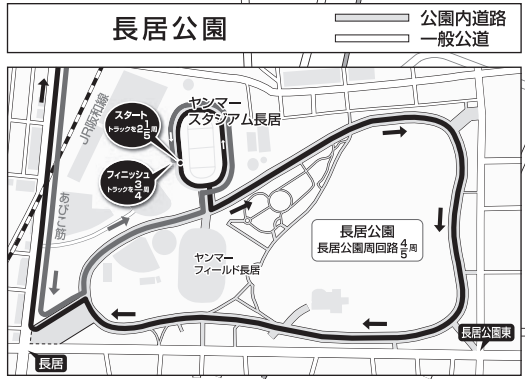 長居公園
公園内道路
一般公道
スタート
トラックを2 1/5周
ヤンマー
スタジアム長居
JR阪和線
フィニッシュ
トラックを3/4周
あびこ筋
長居公園
長居公園周回路4/5周
ヤンマー
フィールド長居
長居公園東
長居